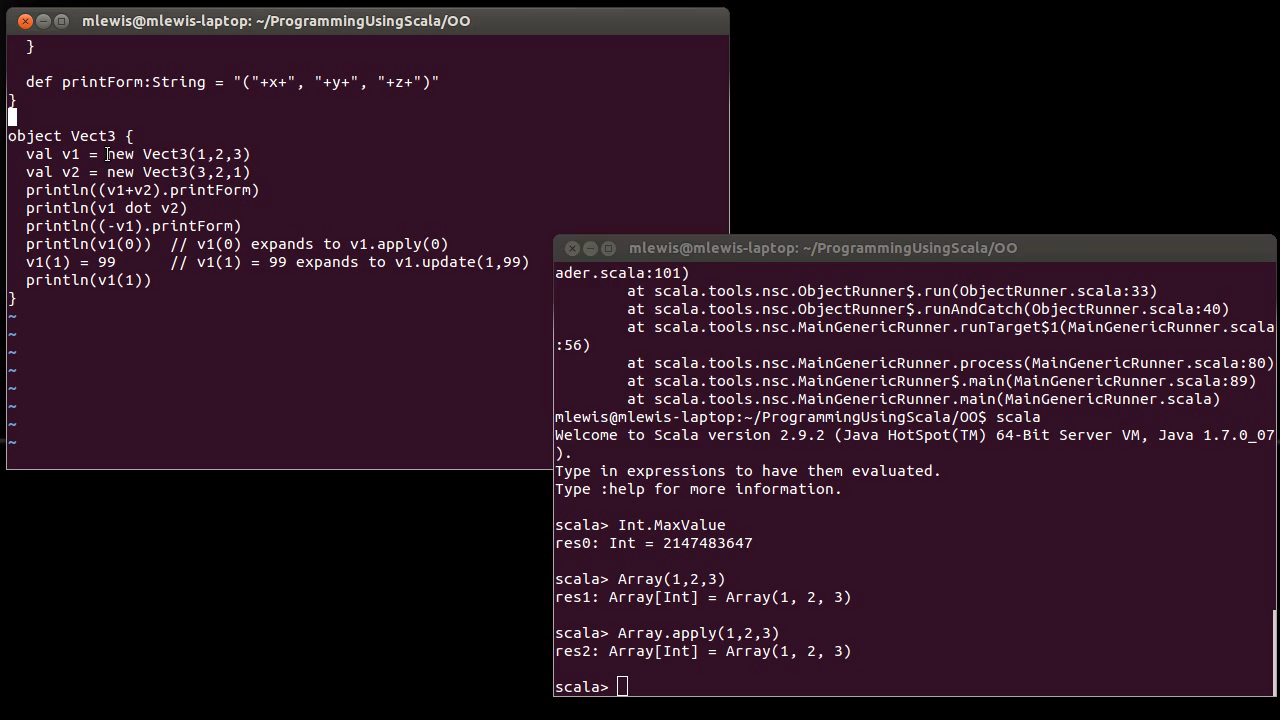 mlewis@mlewis-laptop: ~/ProgrammingUsingScala/OO
  }

  def printForm:String = "("+x+", "+y+", "+z+")"
}

object Vect3 {
  val v1 = new Vect3(1,2,3)
  val v2 = new Vect3(3,2,1)
  println((v1+v2).printForm)
  println(v1 dot v2)
  println((-v1).printForm)
  println(v1(0))  // v1(0) expands to v1.apply(0)
  v1(1) = 99      // v1(1) = 99 expands to v1.update(1,99)
  println(v1(1))
}
~
~
~
~
~
~
~
~
mlewis@mlewis-laptop: ~/ProgrammingUsingScala/OO
ader.scala:101)
        at scala.tools.nsc.ObjectRunner$.run(ObjectRunner.scala:33)
        at scala.tools.nsc.ObjectRunner$.runAndCatch(ObjectRunner.scala:40)
        at scala.tools.nsc.MainGenericRunner.runTarget$1(MainGenericRunner.scala
:56)
        at scala.tools.nsc.MainGenericRunner.process(MainGenericRunner.scala:80)
        at scala.tools.nsc.MainGenericRunner$.main(MainGenericRunner.scala:89)
        at scala.tools.nsc.MainGenericRunner.main(MainGenericRunner.scala)
mlewis@mlewis-laptop:~/ProgrammingUsingScala/OO$ scala
Welcome to Scala version 2.9.2 (Java HotSpot(TM) 64-Bit Server VM, Java 1.7.0_07
).
Type in expressions to have them evaluated.
Type :help for more information.

scala> Int.MaxValue
res0: Int = 2147483647

scala> Array(1,2,3)
res1: Array[Int] = Array(1, 2, 3)

scala> Array.apply(1,2,3)
res2: Array[Int] = Array(1, 2, 3)

scala>